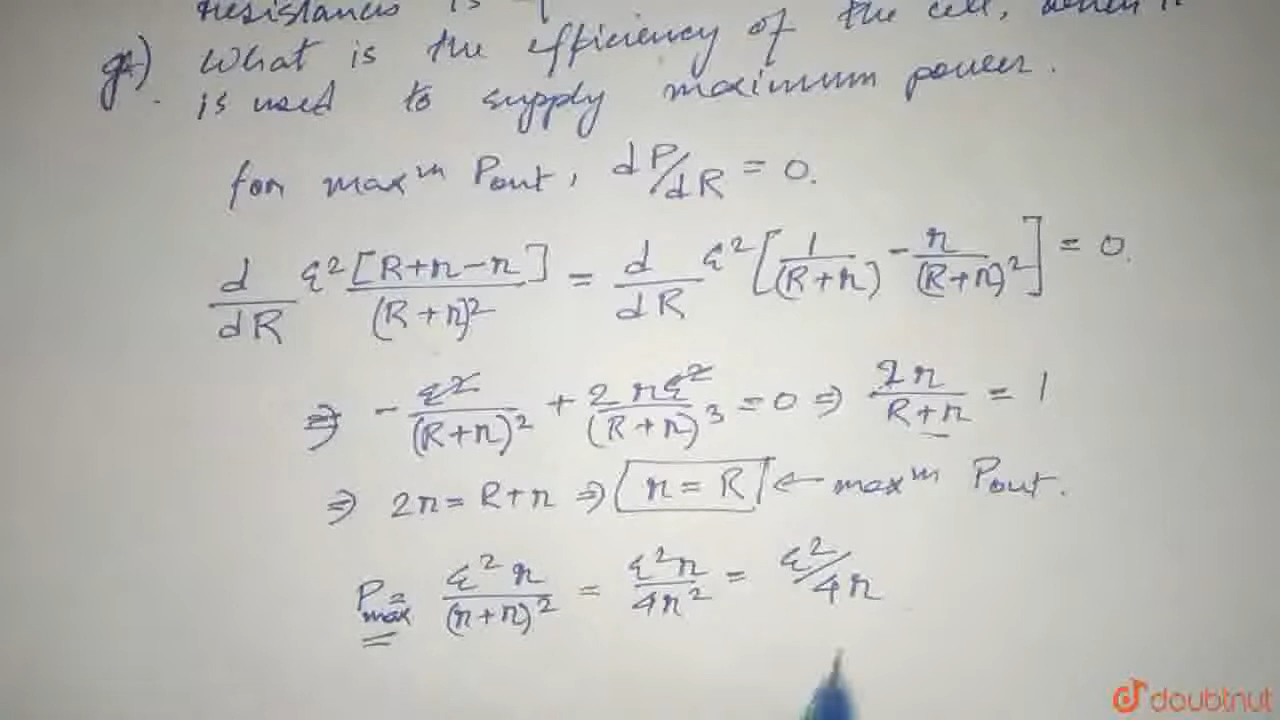 Resistances is
g*) What is the efficiency of the cell, when it
is used to supply maximum power.
for maxᵐ Pout, dP/dR = 0.
d/dR ε²[R+r-r]/(R+r)² = d/dR ε²[1/(R+r) - r/(R+r)²] = 0.
⇒ - ε²/(R+r)² + 2rε²/(R+r)³ = 0 ⇒ 2r/R+r = 1
⇒ 2r = R+r ⇒ r = R ← maxᵐ Pout.
Pmax = ε²r/(r+r)² = ε²r/4r² = ε²/4r
doubtnut